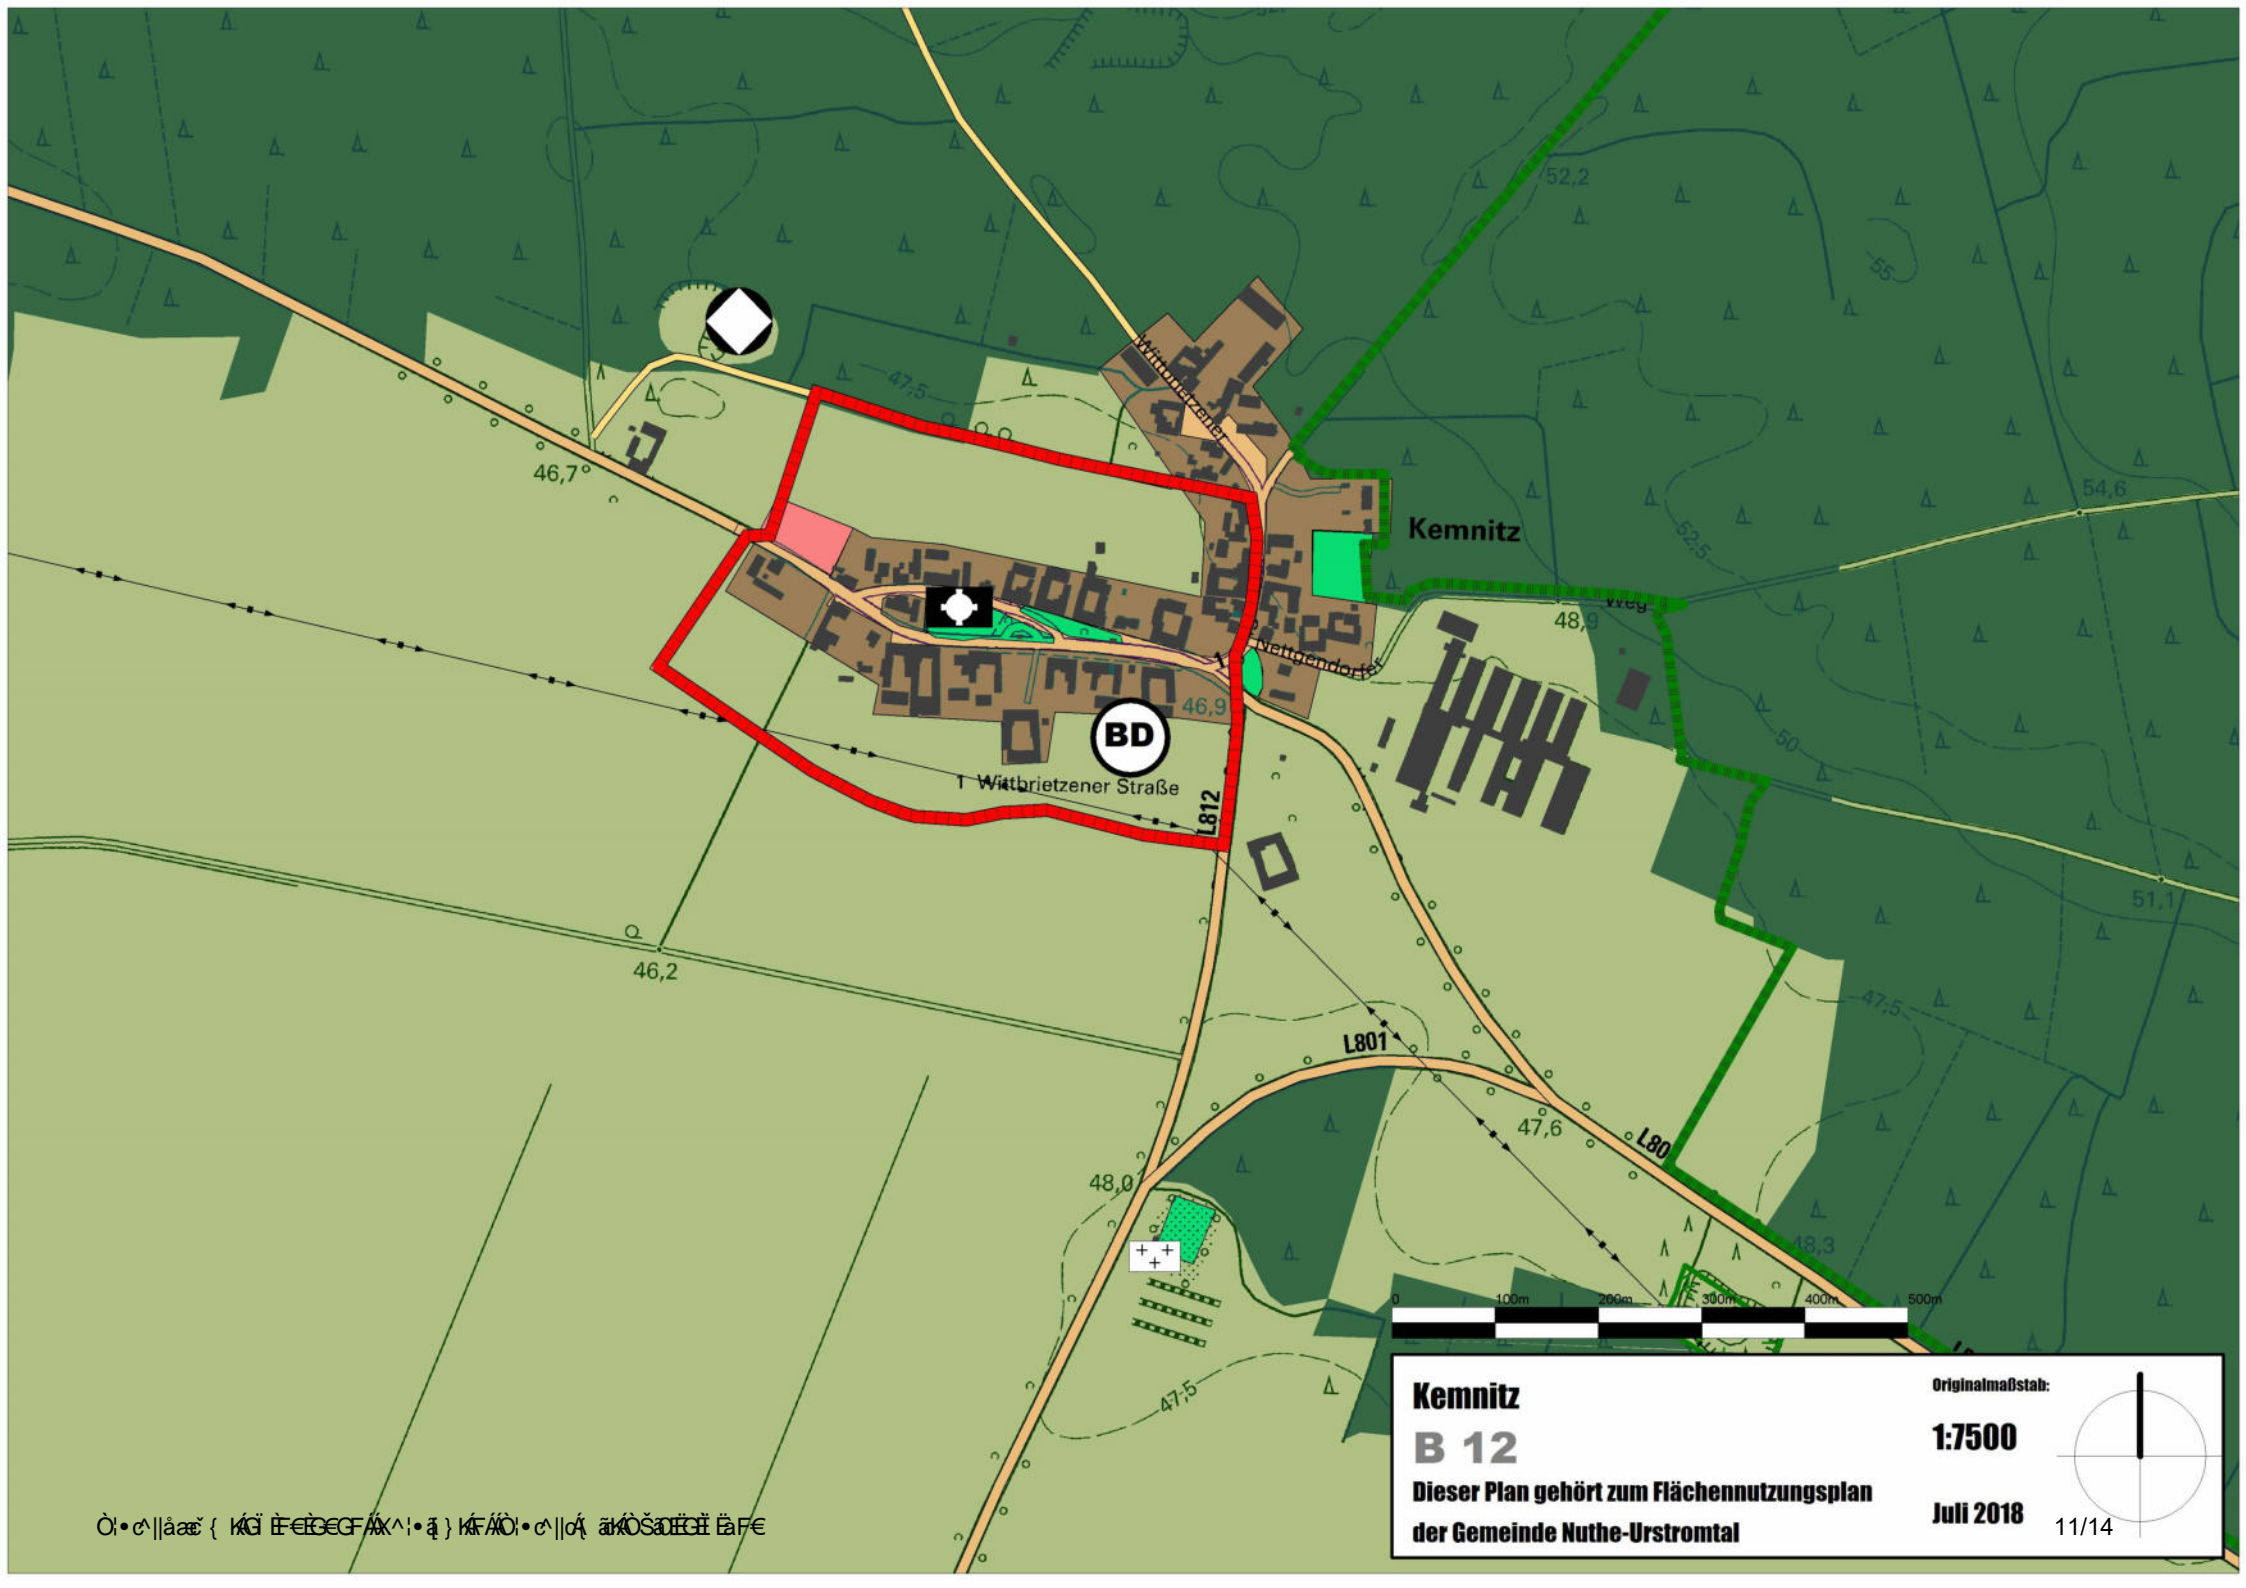 52,2
55
47,5
Wittbrietzener
46,7
54,6
Kemnitz
52,5
Weg
48,9
Nettgendorfer
1
46,9
BD
50
1 Wittbrietzener Straße
L812
51,1
46,2
47,5
L801
47,6
L80
48,0
48,3
0 100m 200m 300m 400m 500m
47,5
Kemnitz
B 12
Dieser Plan gehört zum Flächennutzungsplan
der Gemeinde Nuthe-Urstromtal
Originalmaßstab:
1:7500
Juli 2018
11/14